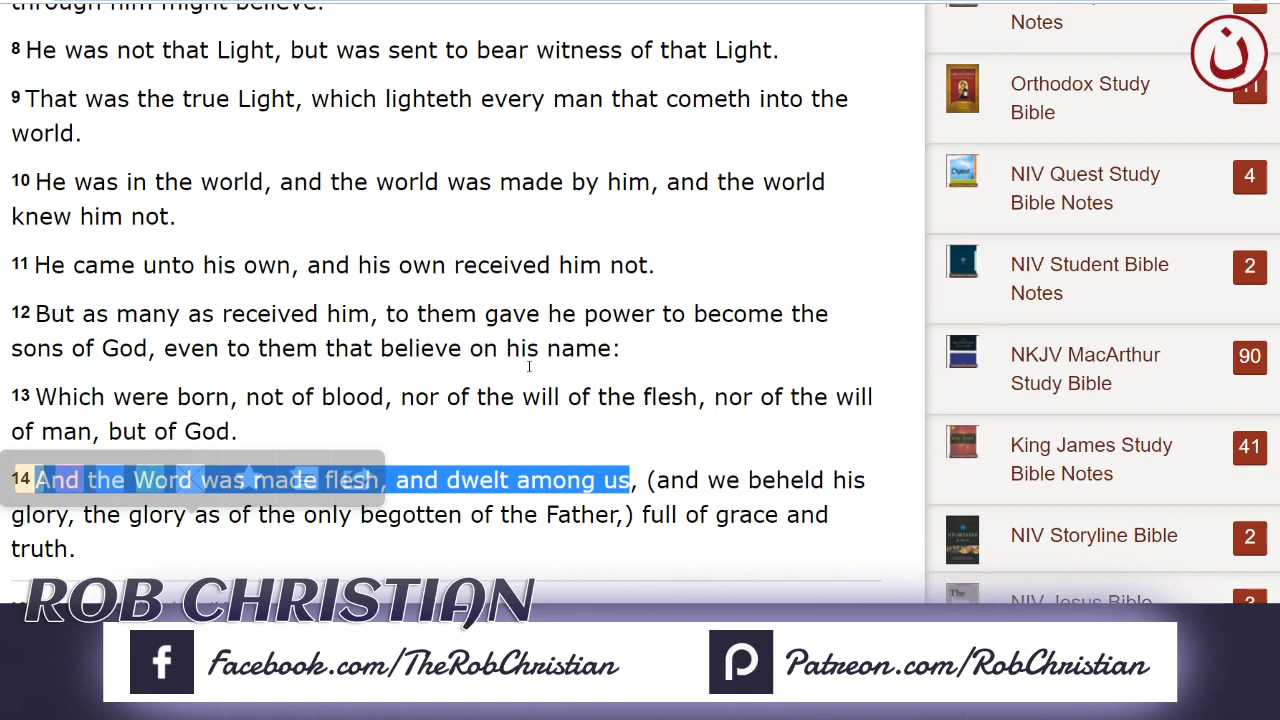 through him might believe.
8 He was not that Light, but was sent to bear witness of that Light.
9 That was the true Light, which lighteth every man that cometh into the
world.
10 He was in the world, and the world was made by him, and the world
knew him not.
11 He came unto his own, and his own received him not.
12 But as many as received him, to them gave he power to become the
sons of God, even to them that believe on his name:
13 Which were born, not of blood, nor of the will of the flesh, nor of the will
of man, but of God.
14 And the Word was made flesh, and dwelt among us, (and we beheld his
glory, the glory as of the only begotten of the Father,) full of grace and
truth.
Notes
ن
Orthodox Study
Bible
NIV Quest Study
Bible Notes
4
NIV Student Bible
Notes
2
NKJV MacArthur
Study Bible
90
King James Study
Bible Notes
41
NIV Storyline Bible
2
NIV Jesus Bible
3
ROB CHRISTIAN
f Facebook.com/TheRobChristian
Patreon.com/RobChristian